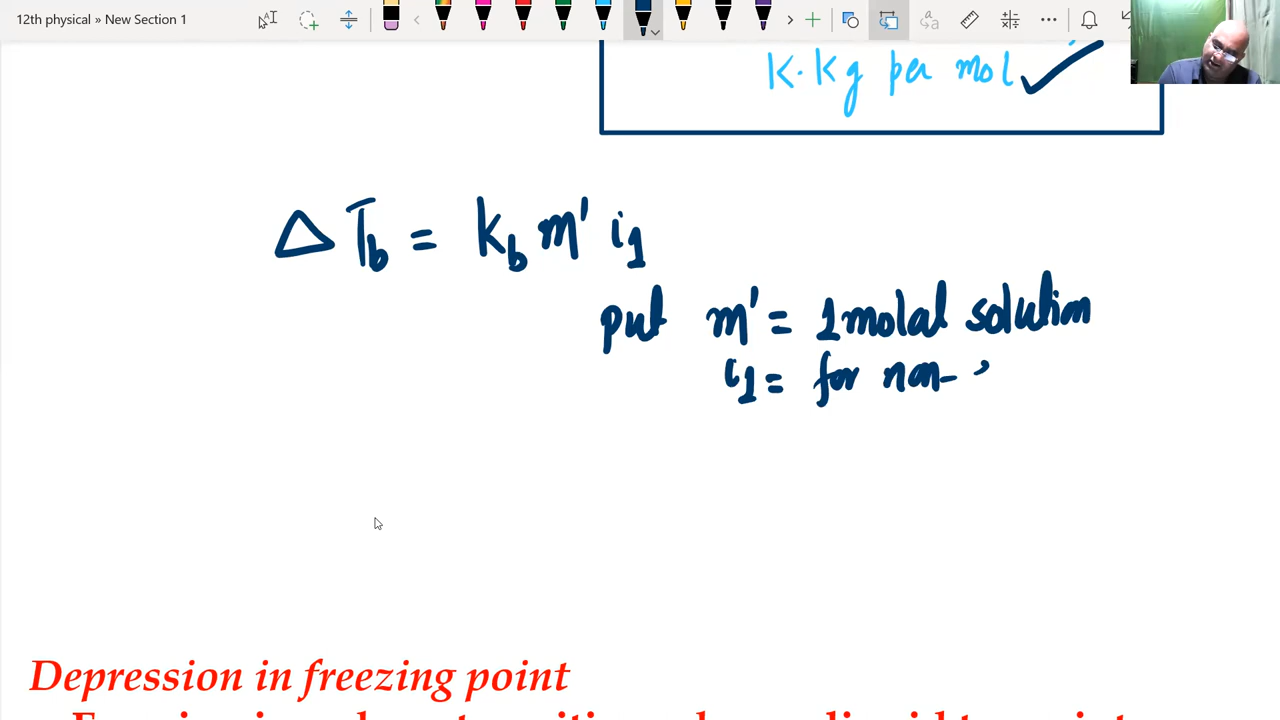 12th physical » New Section 1
K·Kg per mol
Δ Tb = kb m' i1
put m' = 1 molal solution
i1 = for non-
Depression in freezing point